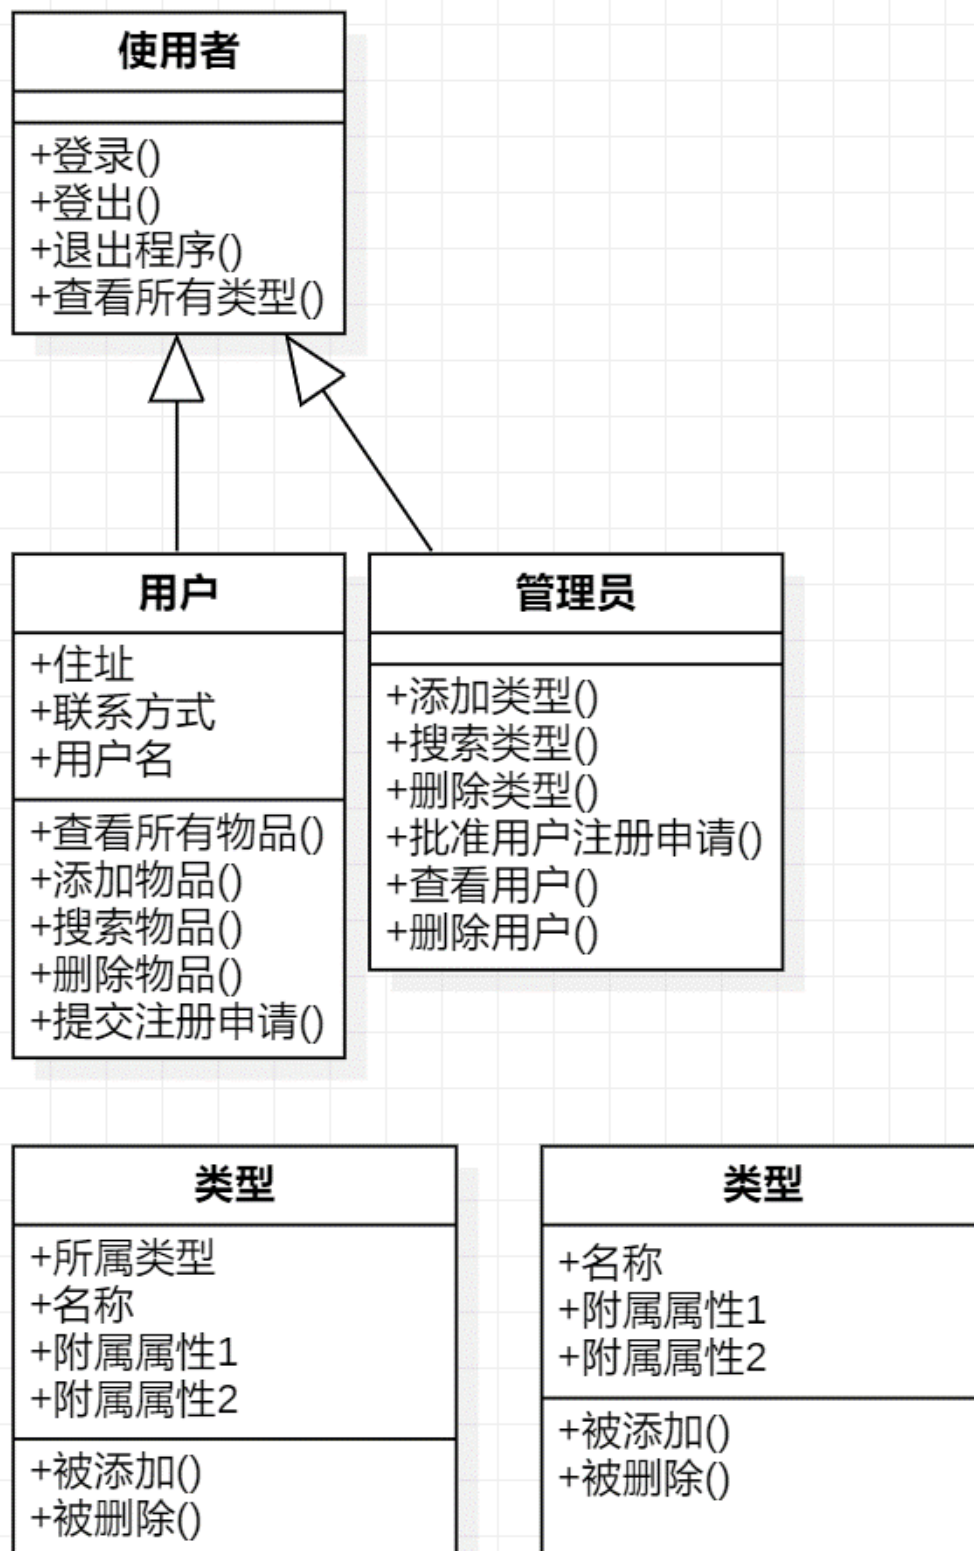 使用者
+登录()
+登出()
+退出程序()
+查看所有类型()
用户
+住址
+联系方式
+用户名
+查看所有物品()
+添加物品()
+搜索物品()
+删除物品()
+提交注册申请()
管理员
+添加类型()
+搜索类型()
+删除类型()
+批准用户注册申请()
+查看用户()
+删除用户()
类型
+所属类型
+名称
+附属属性1
+附属属性2
+被添加()
+被删除()
类型
+名称
+附属属性1
+附属属性2
+被添加()
+被删除()